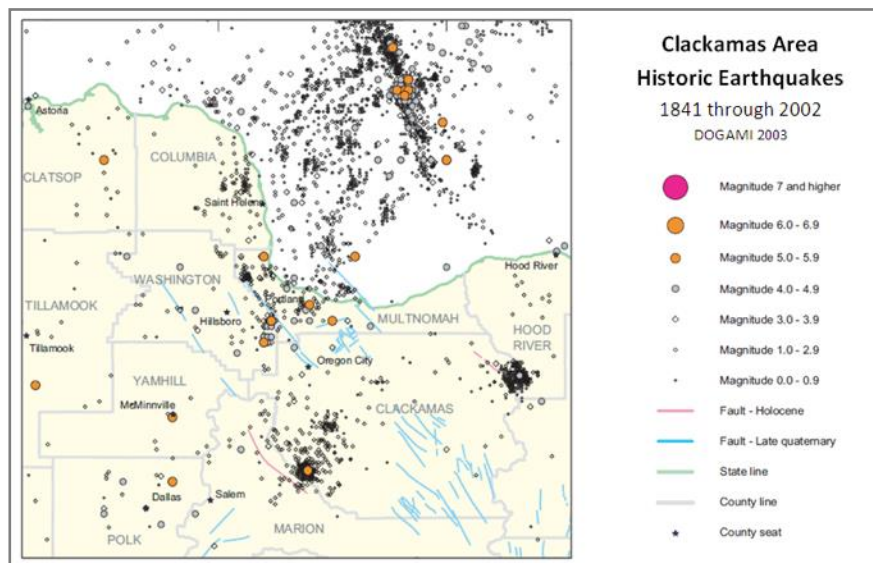 Clackamas Area
Historic Earthquakes
1841 through 2002
DOGAMI 2003
Magnitude 7 and higher
Magnitude 6.0 - 6.9
Magnitude 5.0 - 5.9
Magnitude 4.0 - 4.9
Magnitude 3.0 - 3.9
Magnitude 1.0 - 2.9
Magnitude 0.0 - 0.9
Fault - Holocene
Fault - Late quaternary
State line
County line
County seat
Astoria
COLUMBIA
CLATSOP
Saint Helens
Hood River
WASHINGTON
Portland
TILLAMOOK
Hillsboro
MULTNOMAH
HOOD
RIVER
Tillamook
Oregon City
YAMHILL
McMinnville
CLACKAMAS
Dallas
Salem
MARION
POLK